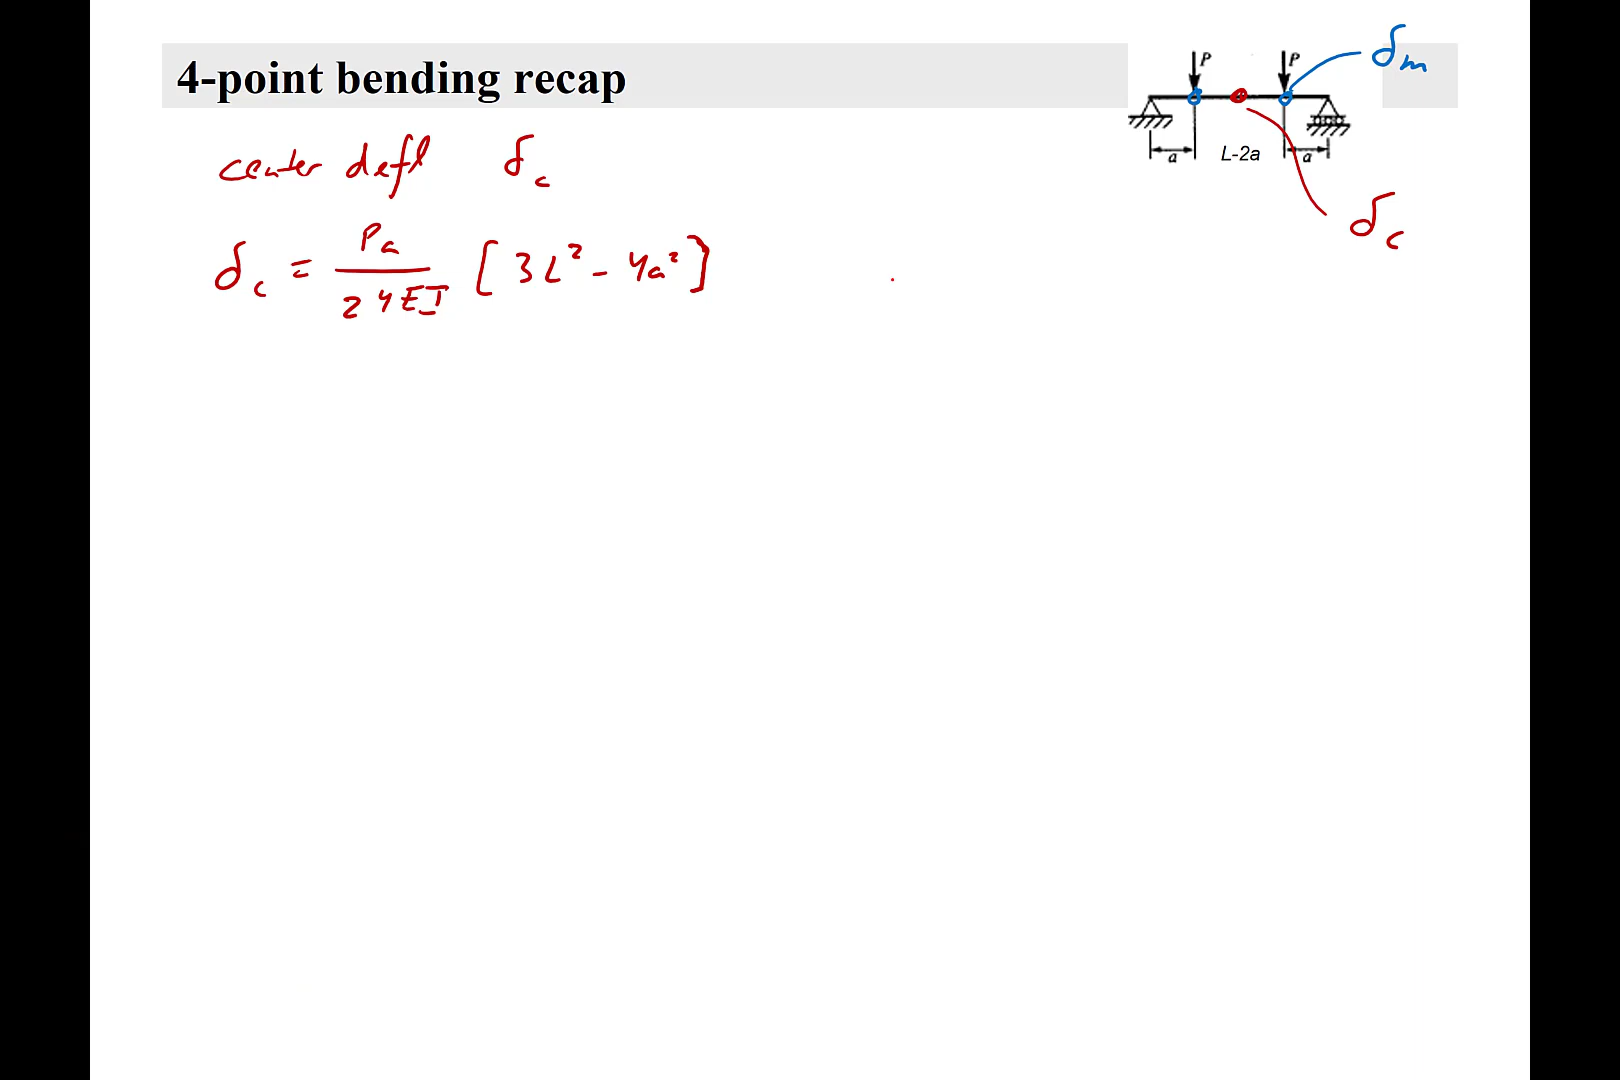 4-point bending recap
P P δm
a L-2a a
center defl δc
δc
δc = Pa / 24EI [3L² - 4a²]